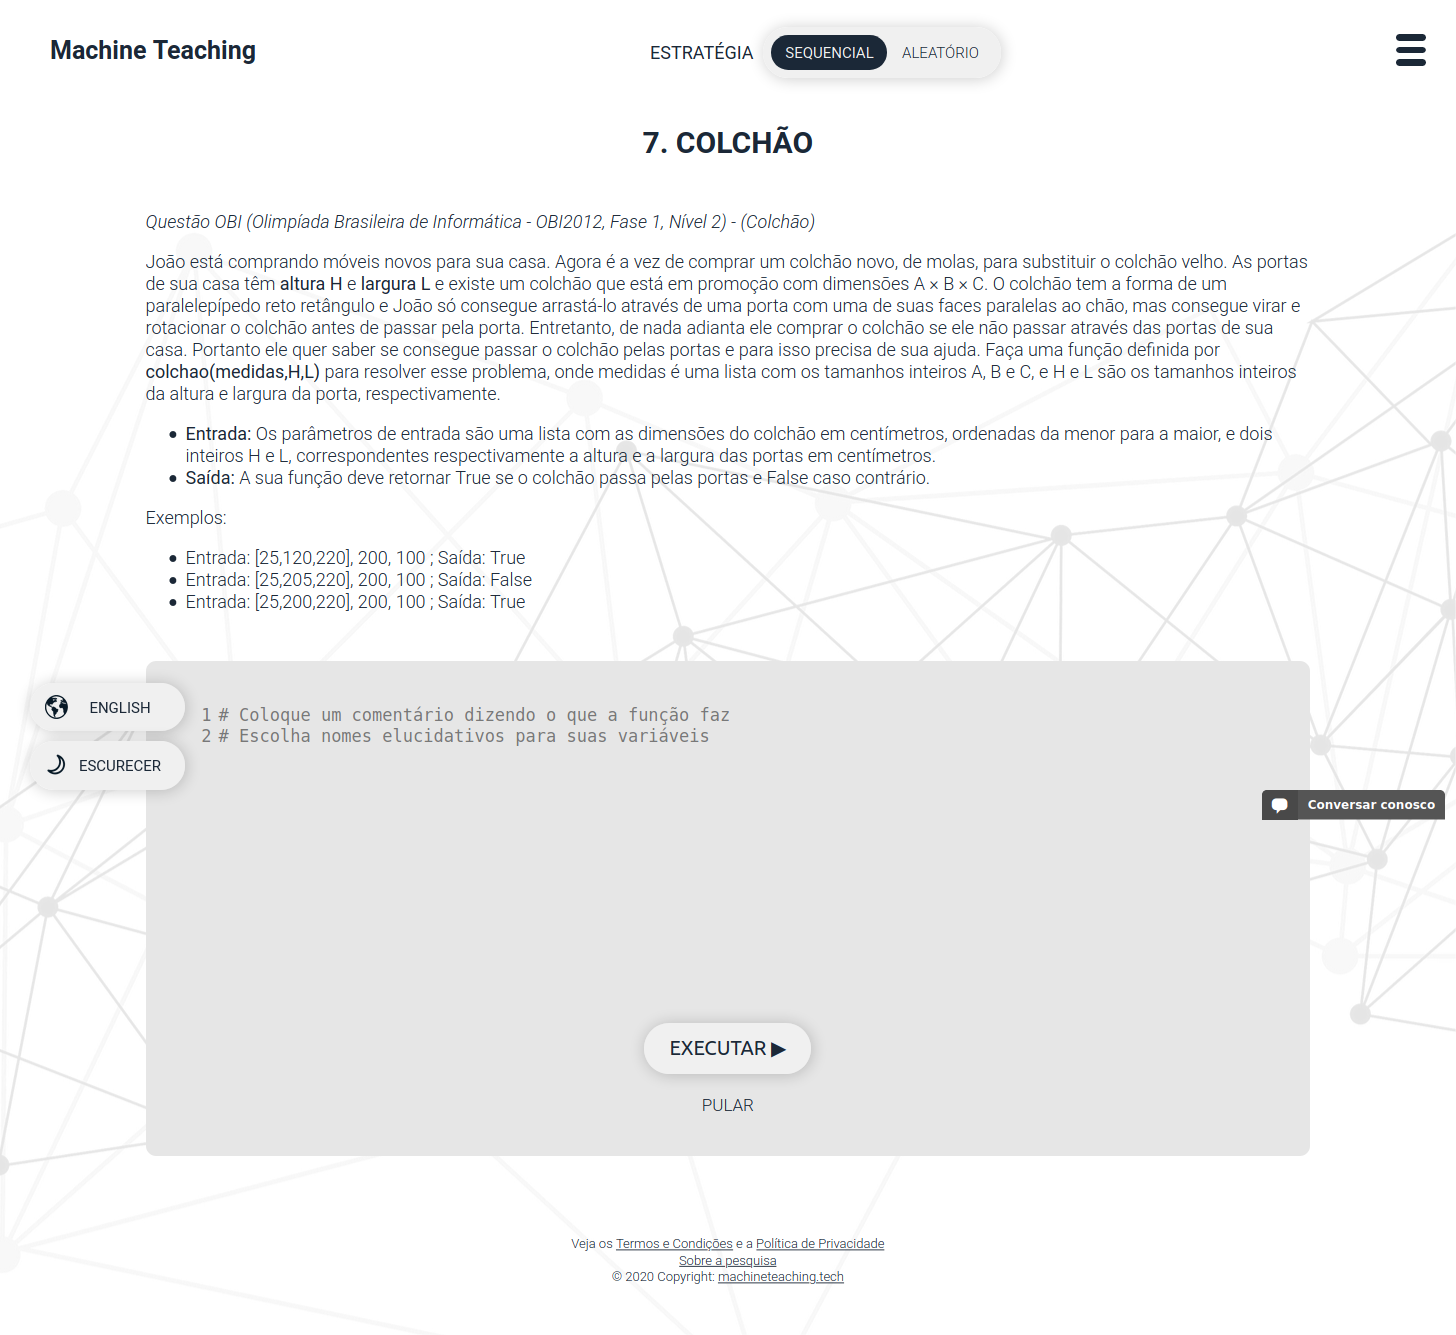 Machine Teaching
ESTRATÉGIA
SEQUENCIAL
ALEATÓRIO
7. COLCHÃO
Questão OBI (Olimpíada Brasileira de Informática - OBI2012, Fase 1, Nível 2) - (Colchão)
João está comprando móveis novos para sua casa. Agora é a vez de comprar um colchão novo, de molas, para substituir o colchão velho. As portas
de sua casa têm altura H e largura L e existe um colchão que está em promoção com dimensões A × B × C. O colchão tem a forma de um
paralelepípedo reto retângulo e João só consegue arrastá-lo através de uma porta com uma de suas faces paralelas ao chão, mas consegue virar e
rotacionar o colchão antes de passar pela porta. Entretanto, de nada adianta ele comprar o colchão se ele não passar através das portas de sua
casa. Portanto ele quer saber se consegue passar o colchão pelas portas e para isso precisa de sua ajuda. Faça uma função definida por
colchao(medidas,H,L) para resolver esse problema, onde medidas é uma lista com os tamanhos inteiros A, B e C, e H e L são os tamanhos inteiros
da altura e largura da porta, respectivamente.
• Entrada: Os parâmetros de entrada são uma lista com as dimensões do colchão em centímetros, ordenadas da menor para a maior, e dois
inteiros H e L, correspondentes respectivamente a altura e a largura das portas em centímetros.
• Saída: A sua função deve retornar True se o colchão passa pelas portas e False caso contrário.
Exemplos:
• Entrada: [25,120,220], 200, 100 ; Saída: True
• Entrada: [25,205,220], 200, 100 ; Saída: False
• Entrada: [25,200,220], 200, 100 ; Saída: True
ENGLISH
ESCURECER
1 # Coloque um comentário dizendo o que a função faz
2 # Escolha nomes elucidativos para suas variáveis
Conversar conosco
EXECUTAR ▶
PULAR
Veja os Termos e Condições e a Política de Privacidade
Sobre a pesquisa
© 2020 Copyright: machineteaching.tech